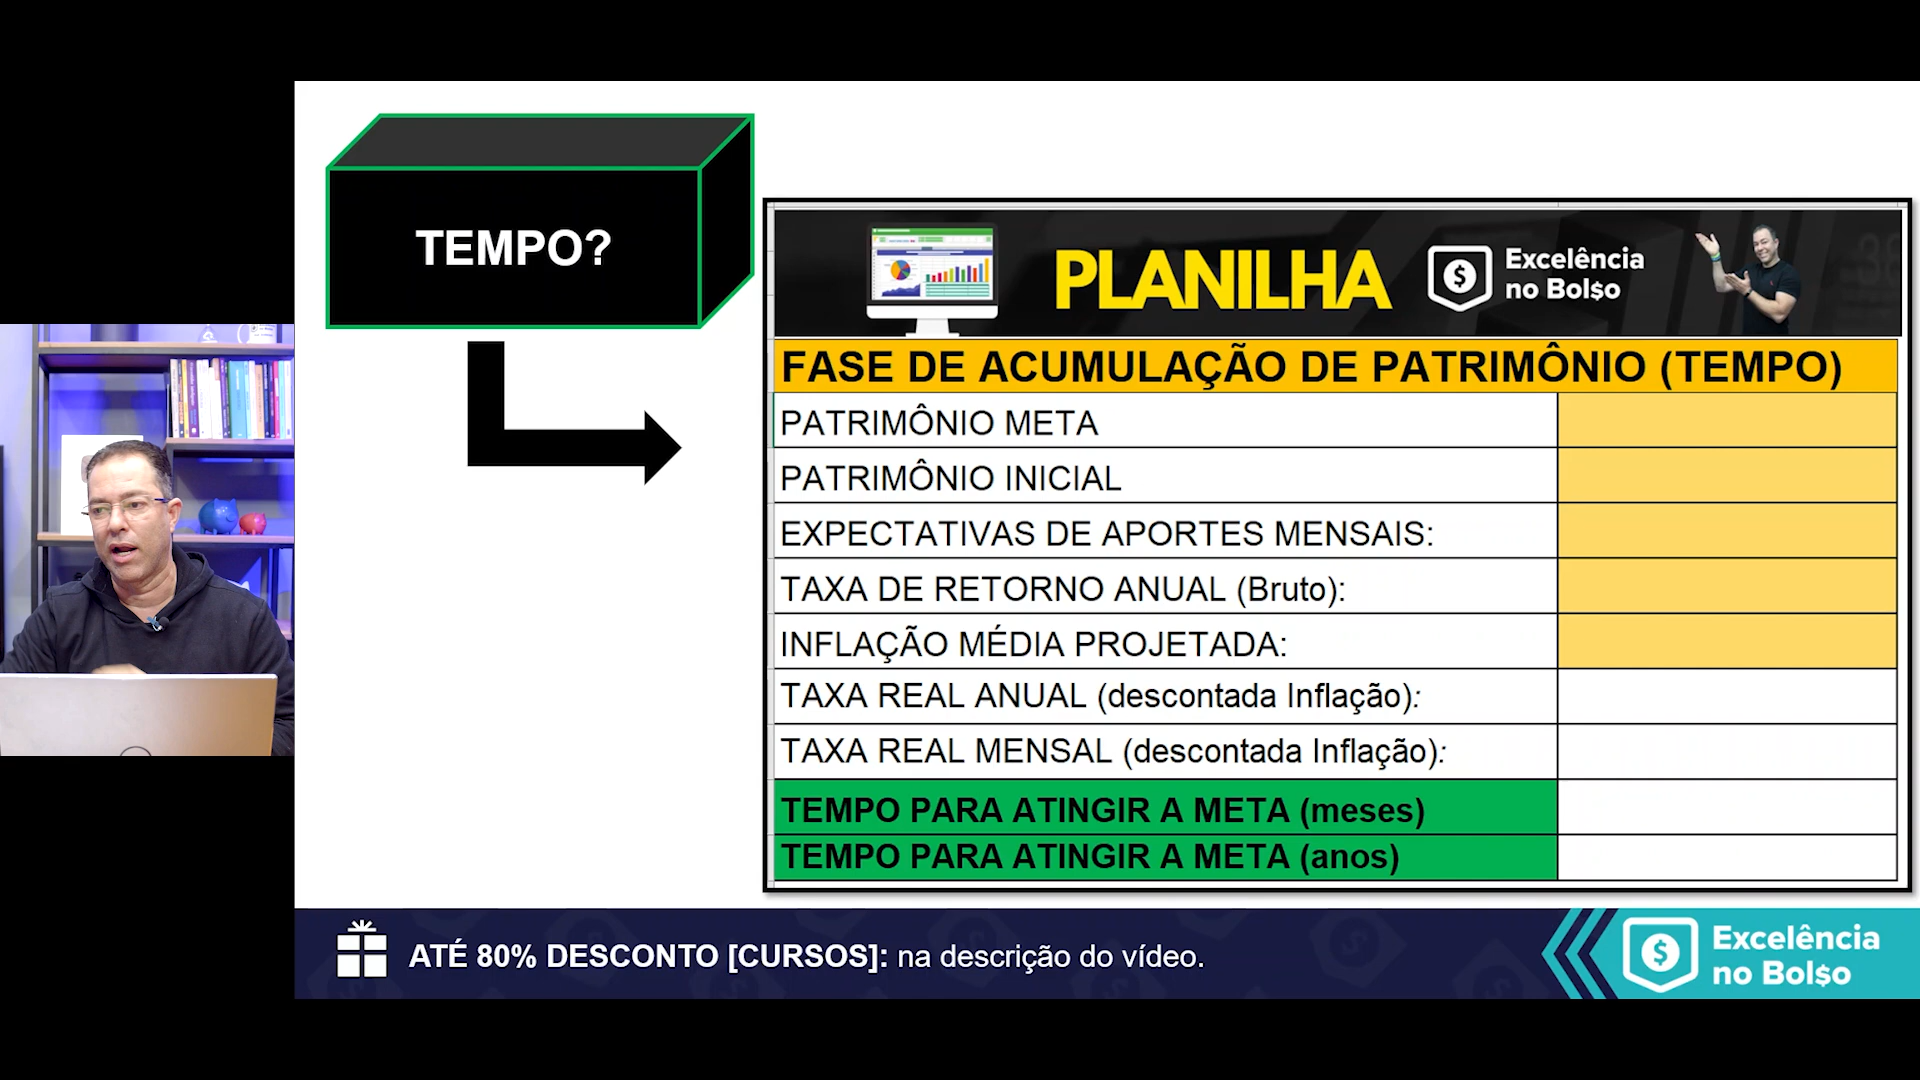 TEMPO?
PLANILHA
Excelência
no Bol$o
FASE DE ACUMULAÇÃO DE PATRIMÔNIO (TEMPO)
PATRIMÔNIO META
PATRIMÔNIO INICIAL
EXPECTATIVAS DE APORTES MENSAIS:
TAXA DE RETORNO ANUAL (Bruto):
INFLAÇÃO MÉDIA PROJETADA:
TAXA REAL ANUAL (descontada Inflação):
TAXA REAL MENSAL (descontada Inflação):
TEMPO PARA ATINGIR A META (meses)
TEMPO PARA ATINGIR A META (anos)
ATÉ 80% DESCONTO [CURSOS]: na descrição do vídeo.
Excelência
no Bol$o